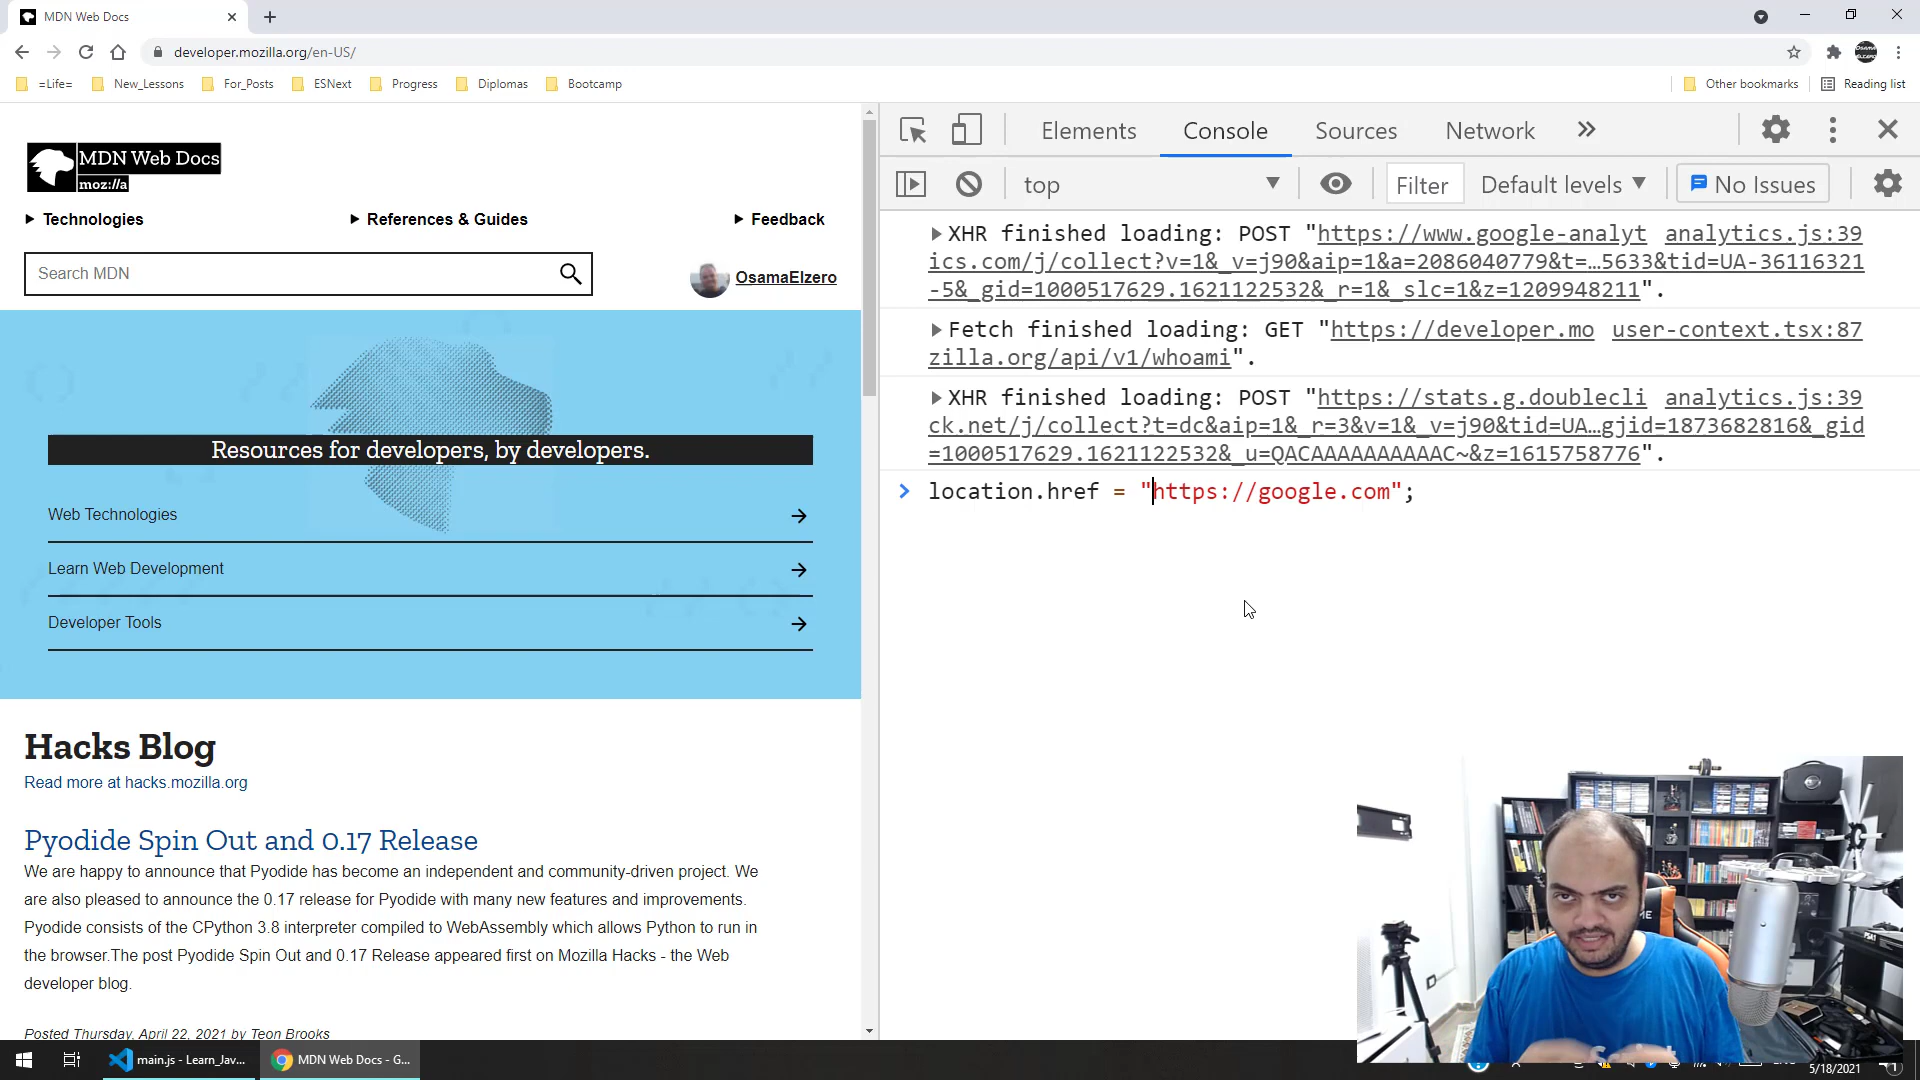 MDN Web Docs
developer.mozilla.org/en-US/
=Life=
New_Lessons
For_Posts
ESNext
Progress
Diplomas
Bootcamp
Other bookmarks
Reading list
MDN Web Docs
moz://a
Technologies
References & Guides
Feedback
Search MDN
OsamaElzero
Resources for developers, by developers.
Web Technologies
Learn Web Development
Developer Tools
Hacks Blog
Read more at hacks.mozilla.org
Pyodide Spin Out and 0.17 Release
We are happy to announce that Pyodide has become an independent and community-driven project. We
are also pleased to announce the 0.17 release for Pyodide with many new features and improvements.
Pyodide consists of the CPython 3.8 interpreter compiled to WebAssembly which allows Python to run in
the browser.The post Pyodide Spin Out and 0.17 Release appeared first on Mozilla Hacks - the Web
developer blog.
Posted Thursday, April 22, 2021 by Teon Brooks
Elements
Console
Sources
Network
top
Filter
Default levels
No Issues
XHR finished loading: POST "https://www.google-analyt analytics.js:39
ics.com/j/collect?v=1&_v=j90&aip=1&a=2086040779&t=…5633&tid=UA-36116321
-5&_gid=1000517629.1621122532&_r=1&_slc=1&z=1209948211".
Fetch finished loading: GET "https://developer.mo user-context.tsx:87
zilla.org/api/v1/whoami".
XHR finished loading: POST "https://stats.g.doublecli analytics.js:39
ck.net/j/collect?t=dc&aip=1&_r=3&v=1&_v=j90&tid=UA…gjid=1873682816&_gid
=1000517629.1621122532&_u=QACAAAAAAAAAAC~&z=1615758776".
location.href = "https://google.com";
main.js - Learn_Jav...
MDN Web Docs - G...
5/18/2021